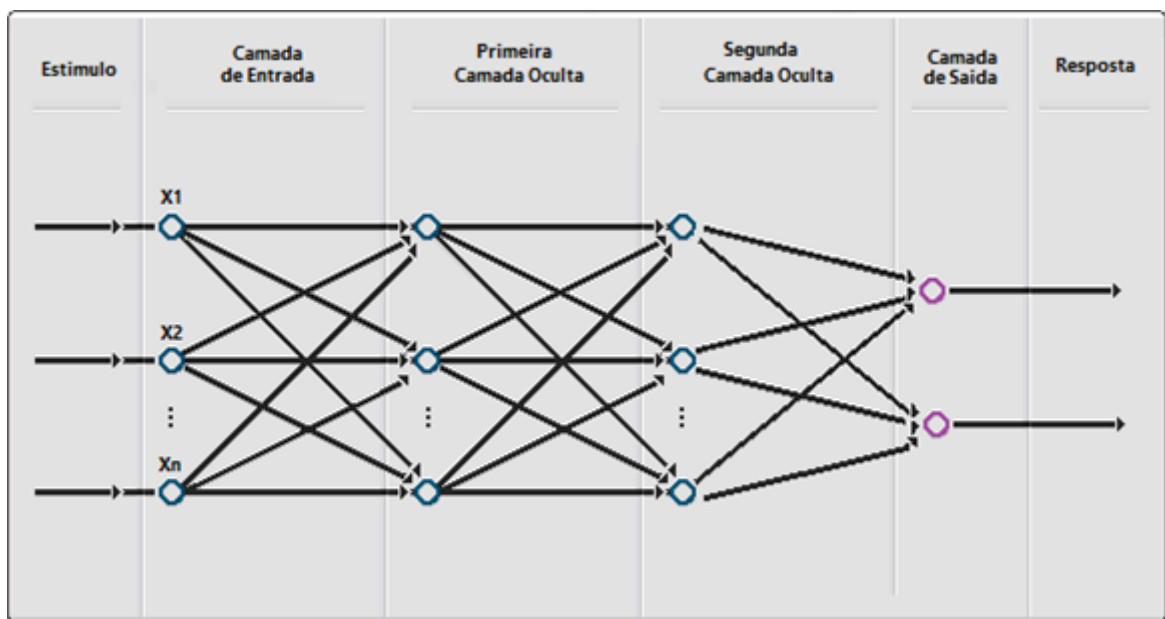 Estimulo
Camada
de Entrada
Primeira
Camada Oculta
Segunda
Camada Oculta
Camada
de Saida
Resposta
X1
X2
⋮
⋮
⋮
Xn